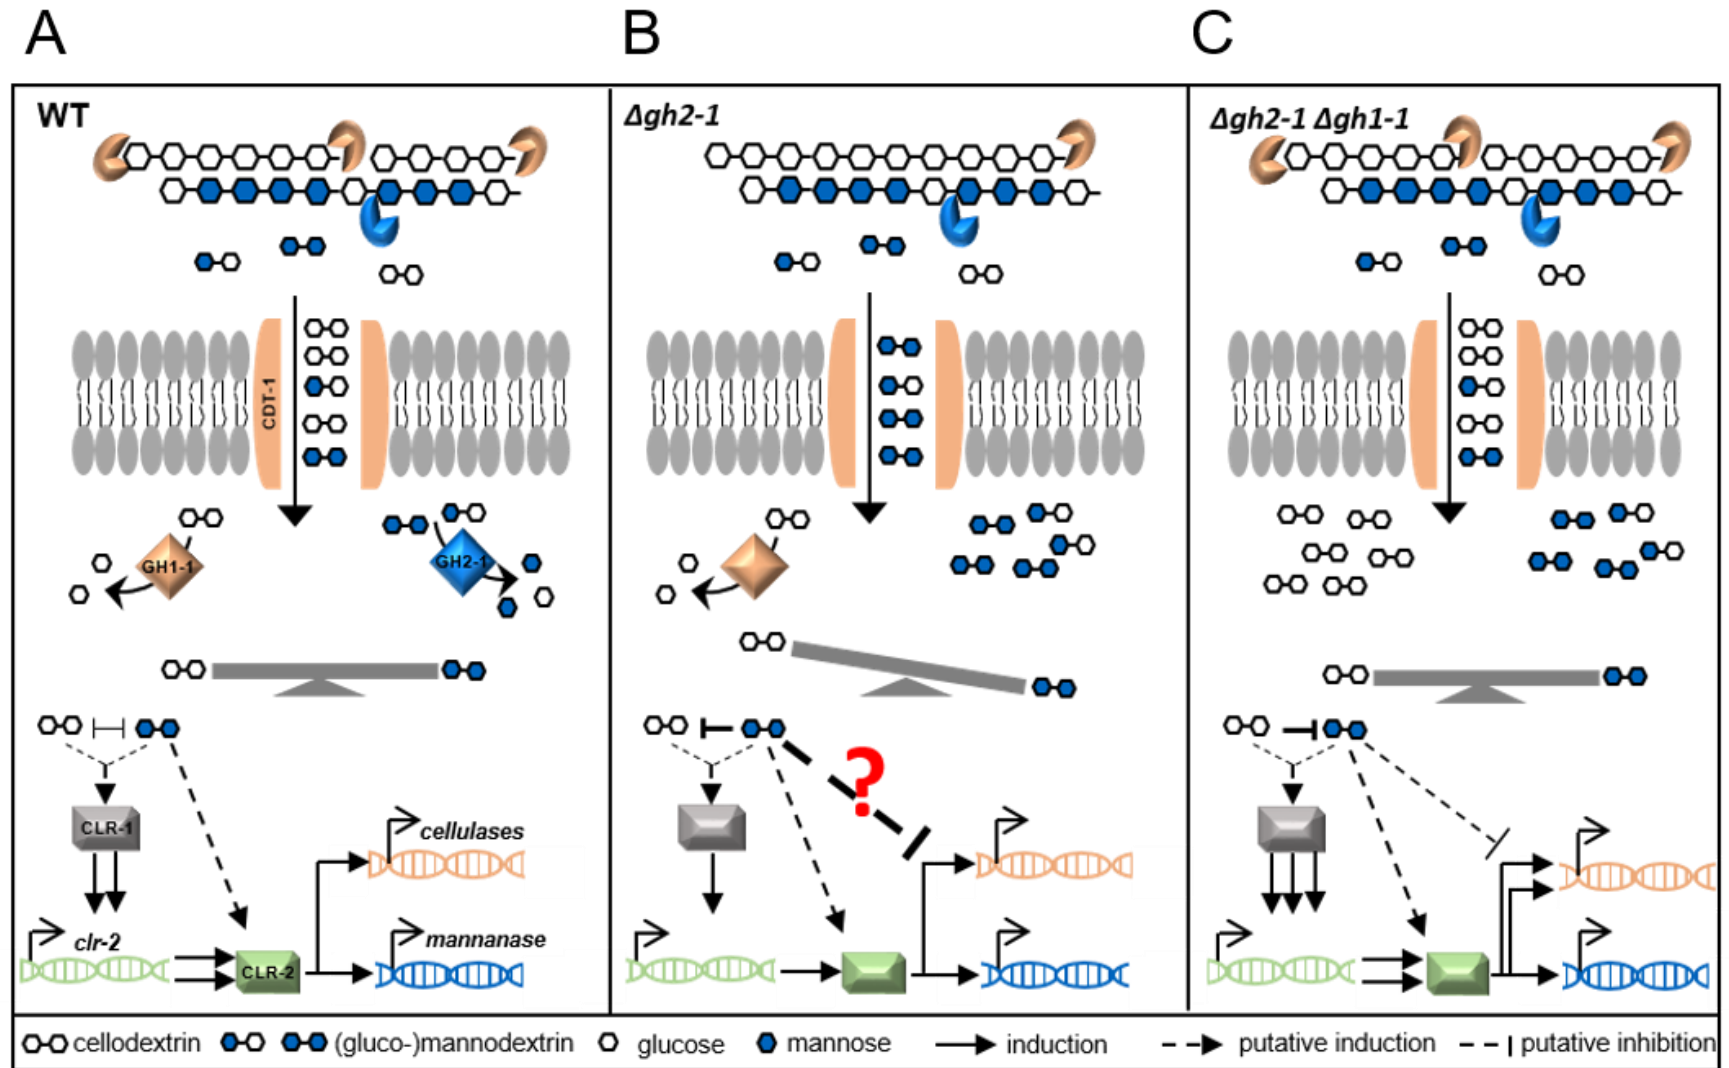 A
B
C
WT
Δgh2-1
Δgh2-1 Δgh1-1
CDT-1
GH1-1
GH2-1
?
CLR-1
cellulases
clr-2
mannanase
CLR-2
cellodextrin
(gluco-)mannodextrin
glucose
mannose
induction
putative induction
putative inhibition